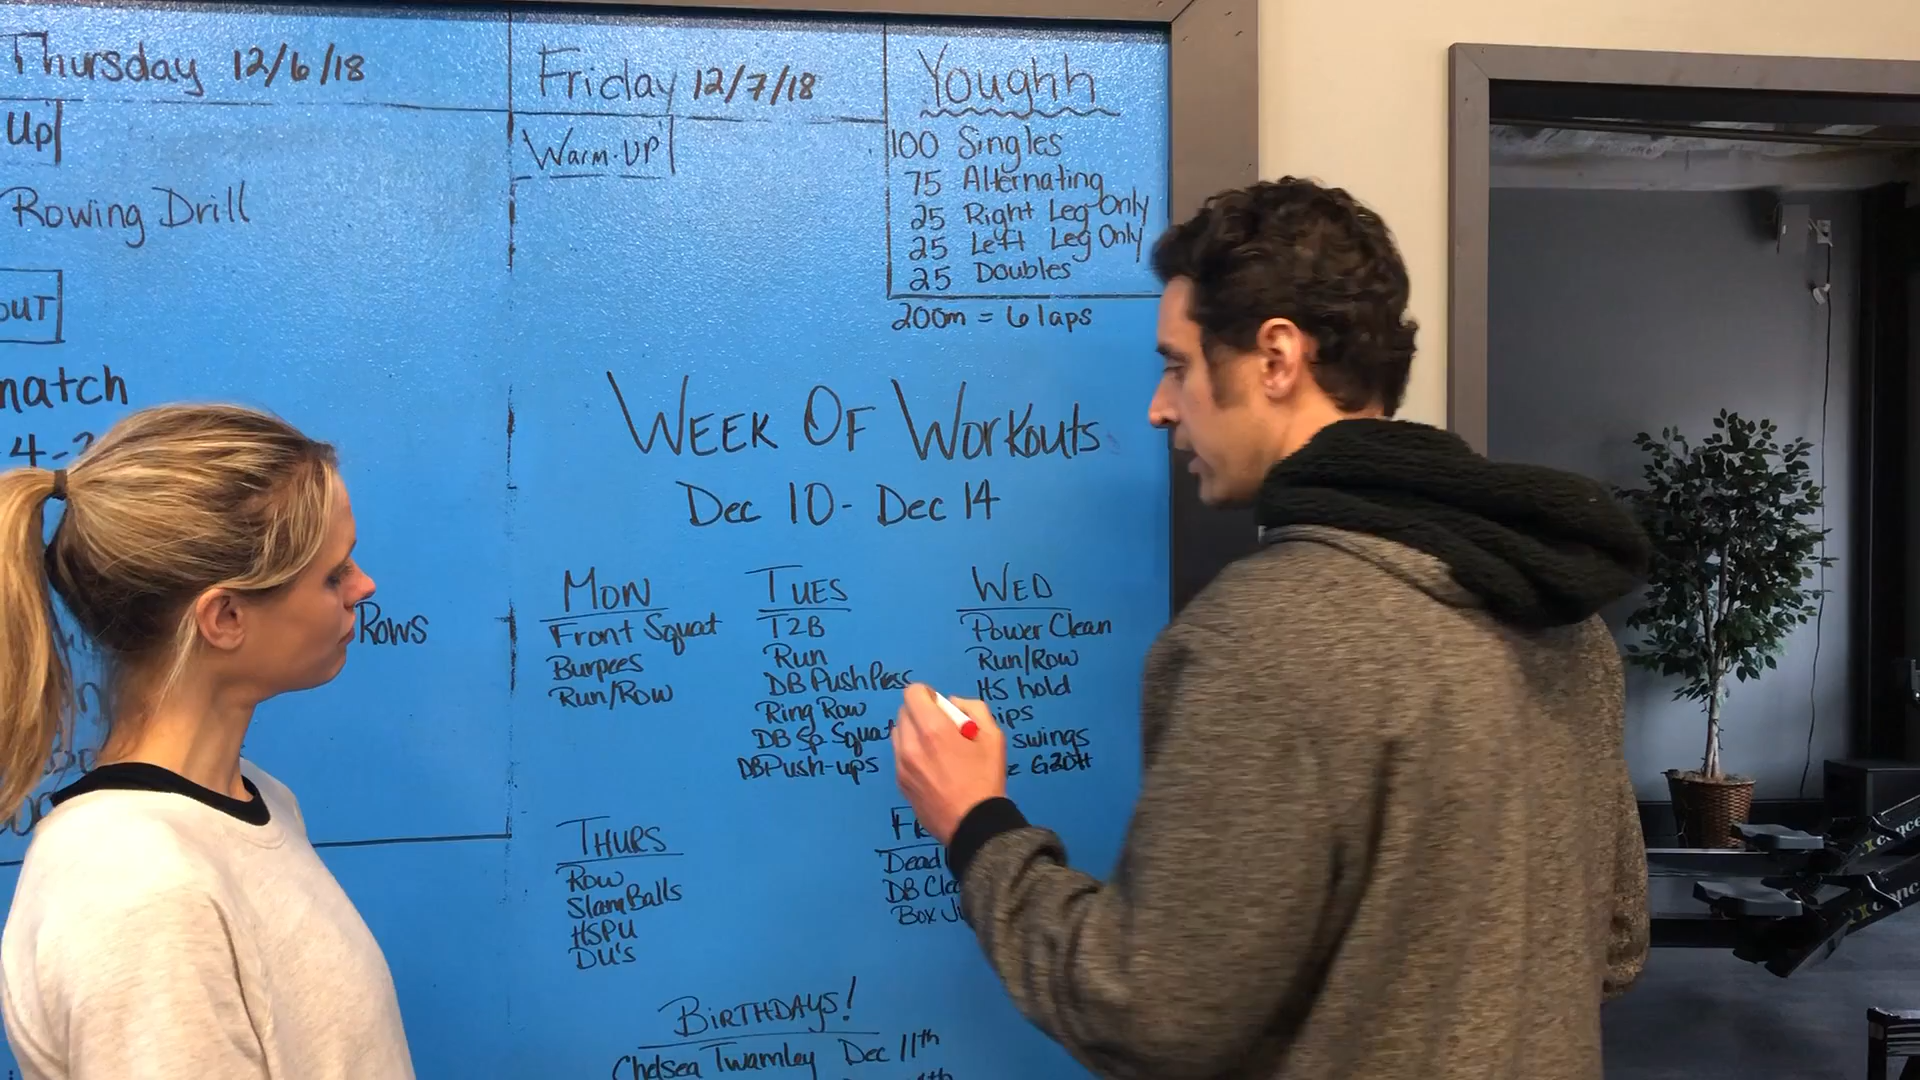 Thursday 12/6/18
Up
Rowing Drill
OUT
Rows
Friday 12/7/18
Warm-UP
Youghh
100 Singles
75 Alternating
25 Right Leg Only
25 Left Leg Only
25 Doubles
200m = 6 laps
WEEK OF Workouts
Dec 10 - Dec 14
MON
Front Squat
Burpees
Run/Row
TUES
T2B
Run
DB Push Press
Ring Row
DB Sp Squat
DB Push-ups
WED
Power Clean
Run/Row
HS hold
swings
G2OH
THURS
Row
Slam Balls
HSPU
DU's
Dead
DB Cle
Box Ju
BIRTHDAYS!
Chelsea Twamley Dec 11th